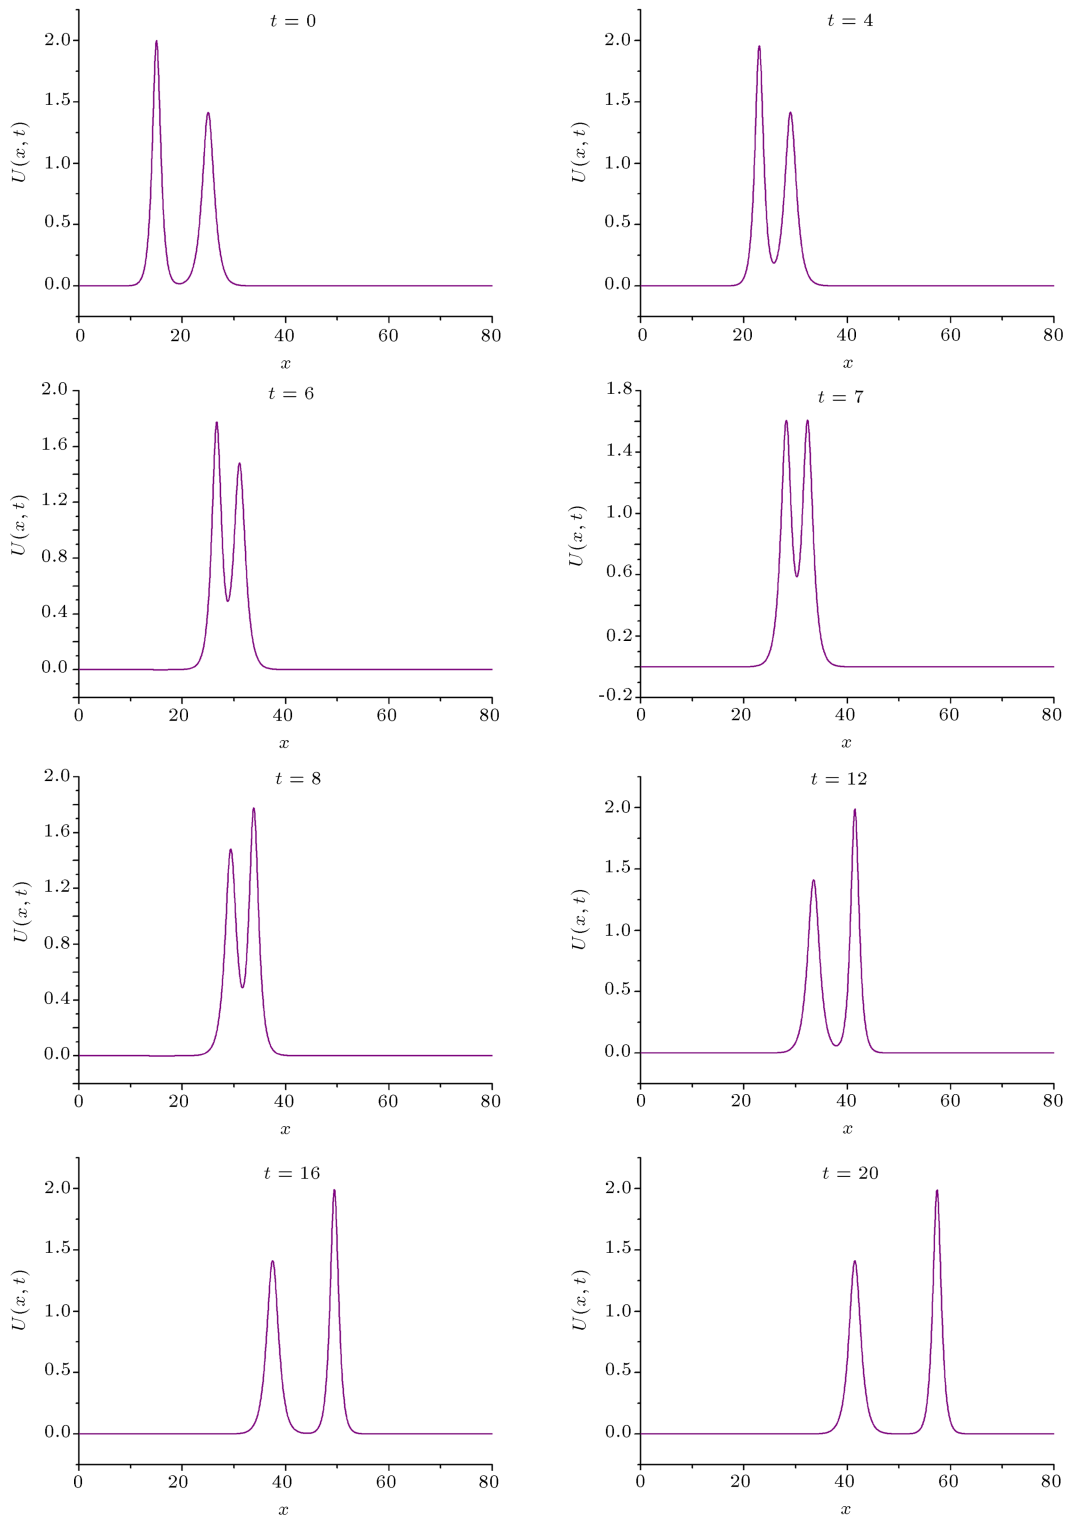 t = 0
2.0
1.5
1.0
0.5
0.0
U(x, t)
0 20 40 60 80
x
t = 4
2.0
1.5
1.0
0.5
0.0
U(x, t)
0 20 40 60 80
x
t = 6
2.0
1.6
1.2
0.8
0.4
0.0
U(x, t)
0 20 40 60 80
x
t = 7
1.8
1.4
1.0
0.6
0.2
-0.2
U(x, t)
0 20 40 60 80
x
t = 8
2.0
1.6
1.2
0.8
0.4
0.0
U(x, t)
0 20 40 60 80
x
t = 12
2.0
1.5
1.0
0.5
0.0
U(x, t)
0 20 40 60 80
x
t = 16
2.0
1.5
1.0
0.5
0.0
U(x, t)
0 20 40 60 80
x
t = 20
2.0
1.5
1.0
0.5
0.0
U(x, t)
0 20 40 60 80
x